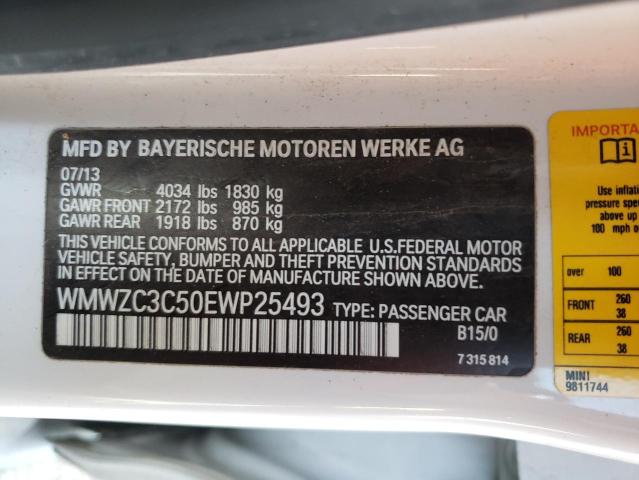 MFD BY BAYERISCHE MOTOREN WERKE AG
07/13
GVWR 4034 lbs 1830 kg
GAWR FRONT 2172 lbs 985 kg
GAWR REAR 1918 lbs 870 kg
THIS VEHICLE CONFORMS TO ALL APPLICABLE U.S.FEDERAL MOTOR
VEHICLE SAFETY, BUMPER AND THEFT PREVENTION STANDARDS
IN EFFECT ON THE DATE OF MANUFACTURE SHOWN ABOVE.
WMWZC3C50EWP25493 TYPE: PASSENGER CAR
B15/0
7 315 814
IMPORTA
Use inflat
pressure spe
above up
100 mph o
over 100
FRONT 260
38
REAR 260
38
MINI
9811744